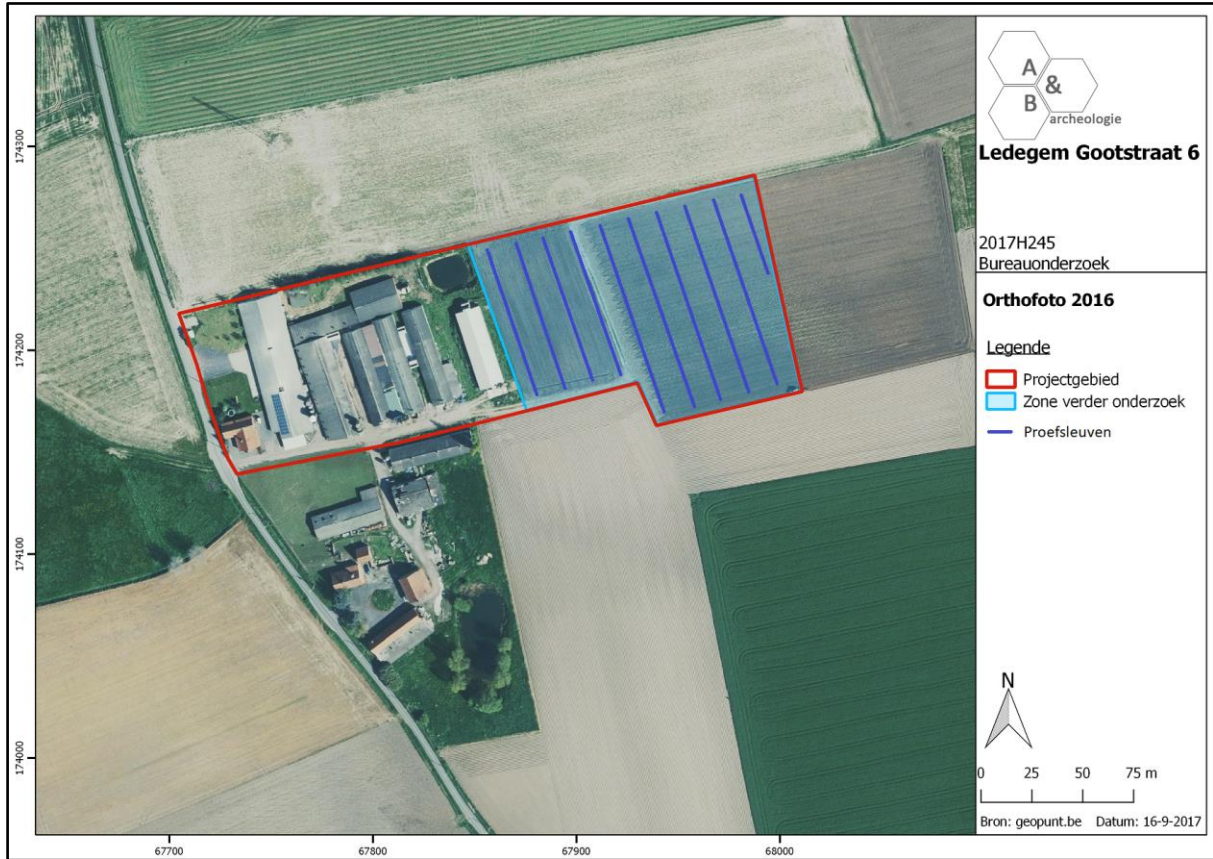 A
&
B
archeologie
Ledegem Gootstraat 6
2017H245
Bureauonderzoek
Orthofoto 2016
Legende
Projectgebied
Zone verder onderzoek
Proefsleuven
N
0 25 50 75 m
Bron: geopunt.be Datum: 16-9-2017
174300
174200
174100
174000
67700 67800 67900 68000